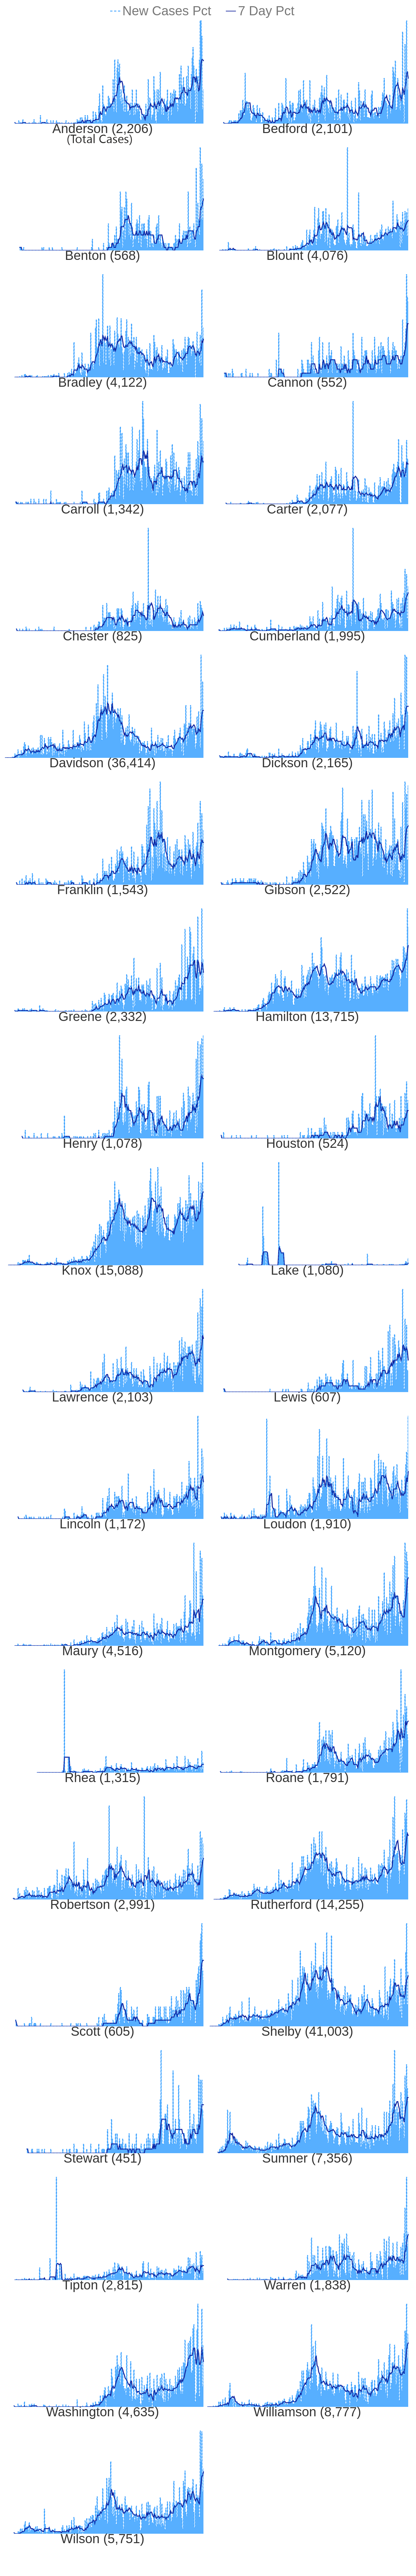 New Cases Pct 7 Day Pct
Anderson (2,206) Bedford (2,101)
(Total Cases)
Benton (568) Blount (4,076)
Bradley (4,122) Cannon (552)
Carroll (1,342) Carter (2,077)
Chester (825) Cumberland (1,995)
Davidson (36,414) Dickson (2,165)
Franklin (1,543) Gibson (2,522)
Greene (2,332) Hamilton (13,715)
Henry (1,078) Houston (524)
Knox (15,088) Lake (1,080)
Lawrence (2,103) Lewis (607)
Lincoln (1,172) Loudon (1,910)
Maury (4,516) Montgomery (5,120)
Rhea (1,315) Roane (1,791)
Robertson (2,991) Rutherford (14,255)
Scott (605) Shelby (41,003)
Stewart (451) Sumner (7,356)
Tipton (2,815) Warren (1,838)
Washington (4,635) Williamson (8,777)
Wilson (5,751)